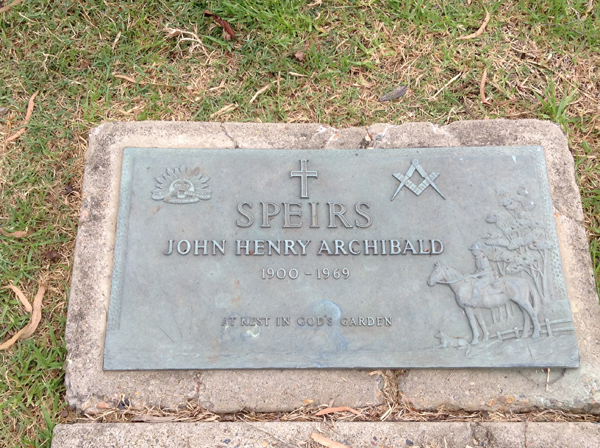 SPEIRS
JOHN HENRY ARCHIBALD
1900 - 1969
AT REST IN GOD'S GARDEN